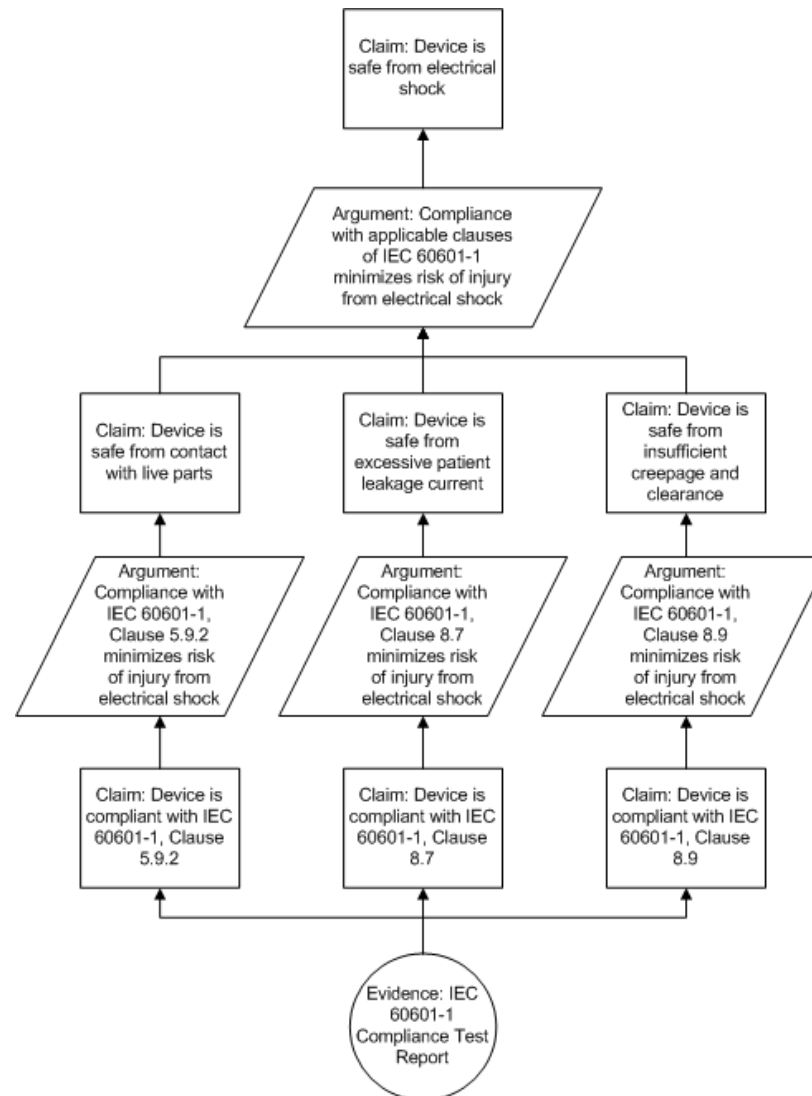 Claim: Device is
safe from electrical
shock
Argument: Compliance
with applicable clauses
of IEC 60601-1
minimizes risk of injury
from electrical shock
Claim: Device is
safe from contact
with live parts
Claim: Device is
safe from
excessive patient
leakage current
Claim: Device is
safe from
insufficient
creepage and
clearance
Argument:
Compliance with
IEC 60601-1,
Clause 5.9.2
minimizes risk
of injury from
electrical shock
Argument:
Compliance with
IEC 60601-1,
Clause 8.7
minimizes risk
of injury from
electrical shock
Argument:
Compliance with
IEC 60601-1,
Clause 8.9
minimizes risk
of injury from
electrical shock
Claim: Device is
compliant with IEC
60601-1, Clause
5.9.2
Claim: Device is
compliant with IEC
60601-1, Clause
8.7
Claim: Device is
compliant with IEC
60601-1, Clause
8.9
Evidence: IEC
60601-1
Compliance Test
Report